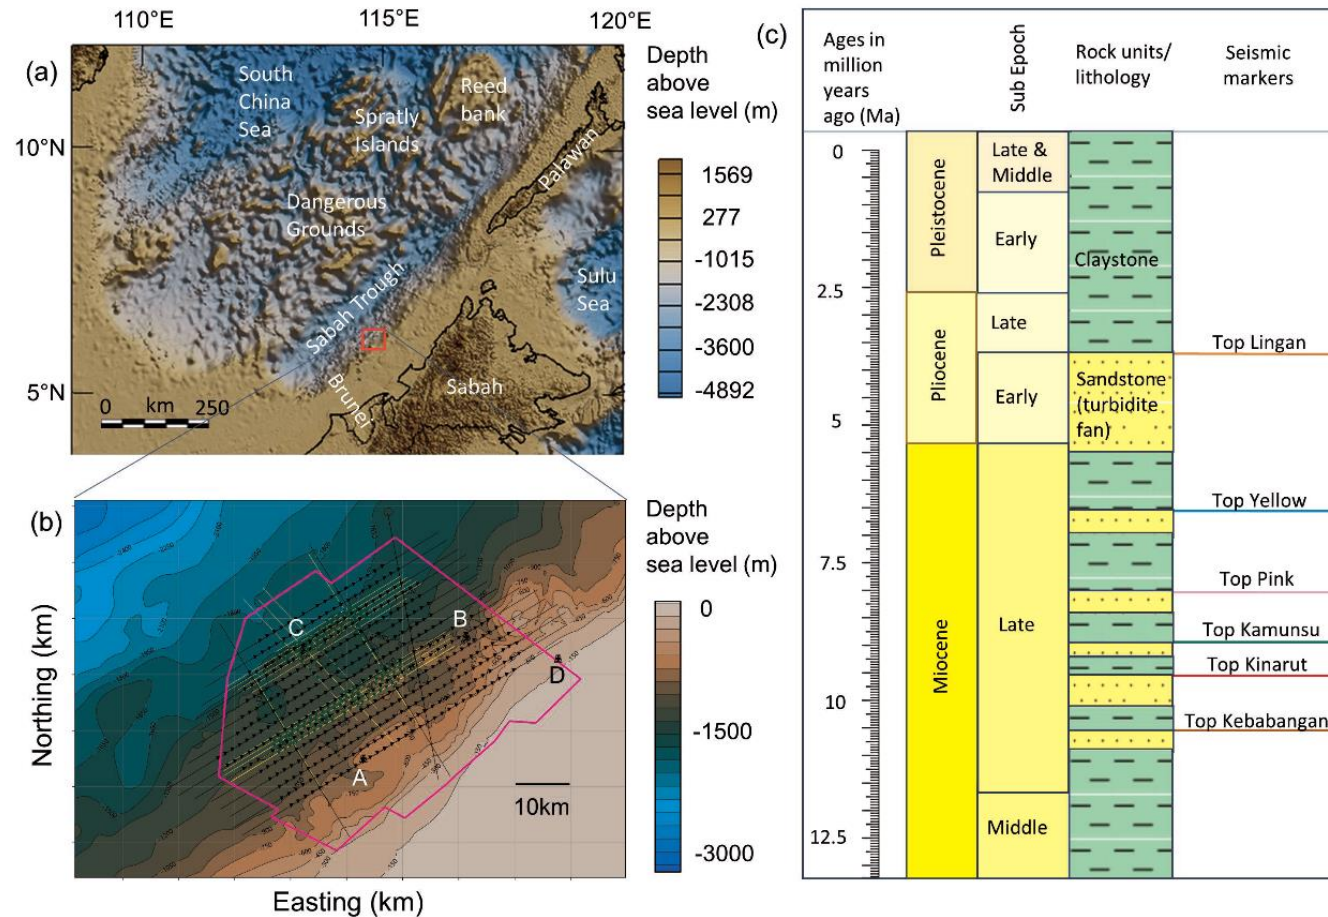 110°E
115°E
120°E
(a)
10°N
5°N
South
China
Sea
Spratly
Islands
Reed
bank
Palawan
Dangerous
Grounds
Sabah Trough
Sulu
Sea
Brunei
Sabah
0 km 250
Depth
above
sea level (m)
1569
277
-1015
-2308
-3600
-4892
(b)
Northing (km)
Easting (km)
C
B
D
A
10km
Depth
above
sea level (m)
0
-1500
-3000
(c)
Ages in
million
years
ago (Ma)
Sub Epoch
Rock units/
lithology
Seismic
markers
0
2.5
5
7.5
10
12.5
Pleistocene
Pliocene
Miocene
Late &
Middle
Early
Late
Early
Late
Middle
Claystone
Sandstone
(turbidite
fan)
Top Lingan
Top Yellow
Top Pink
Top Kamunsu
Top Kinarut
Top Kebabangan